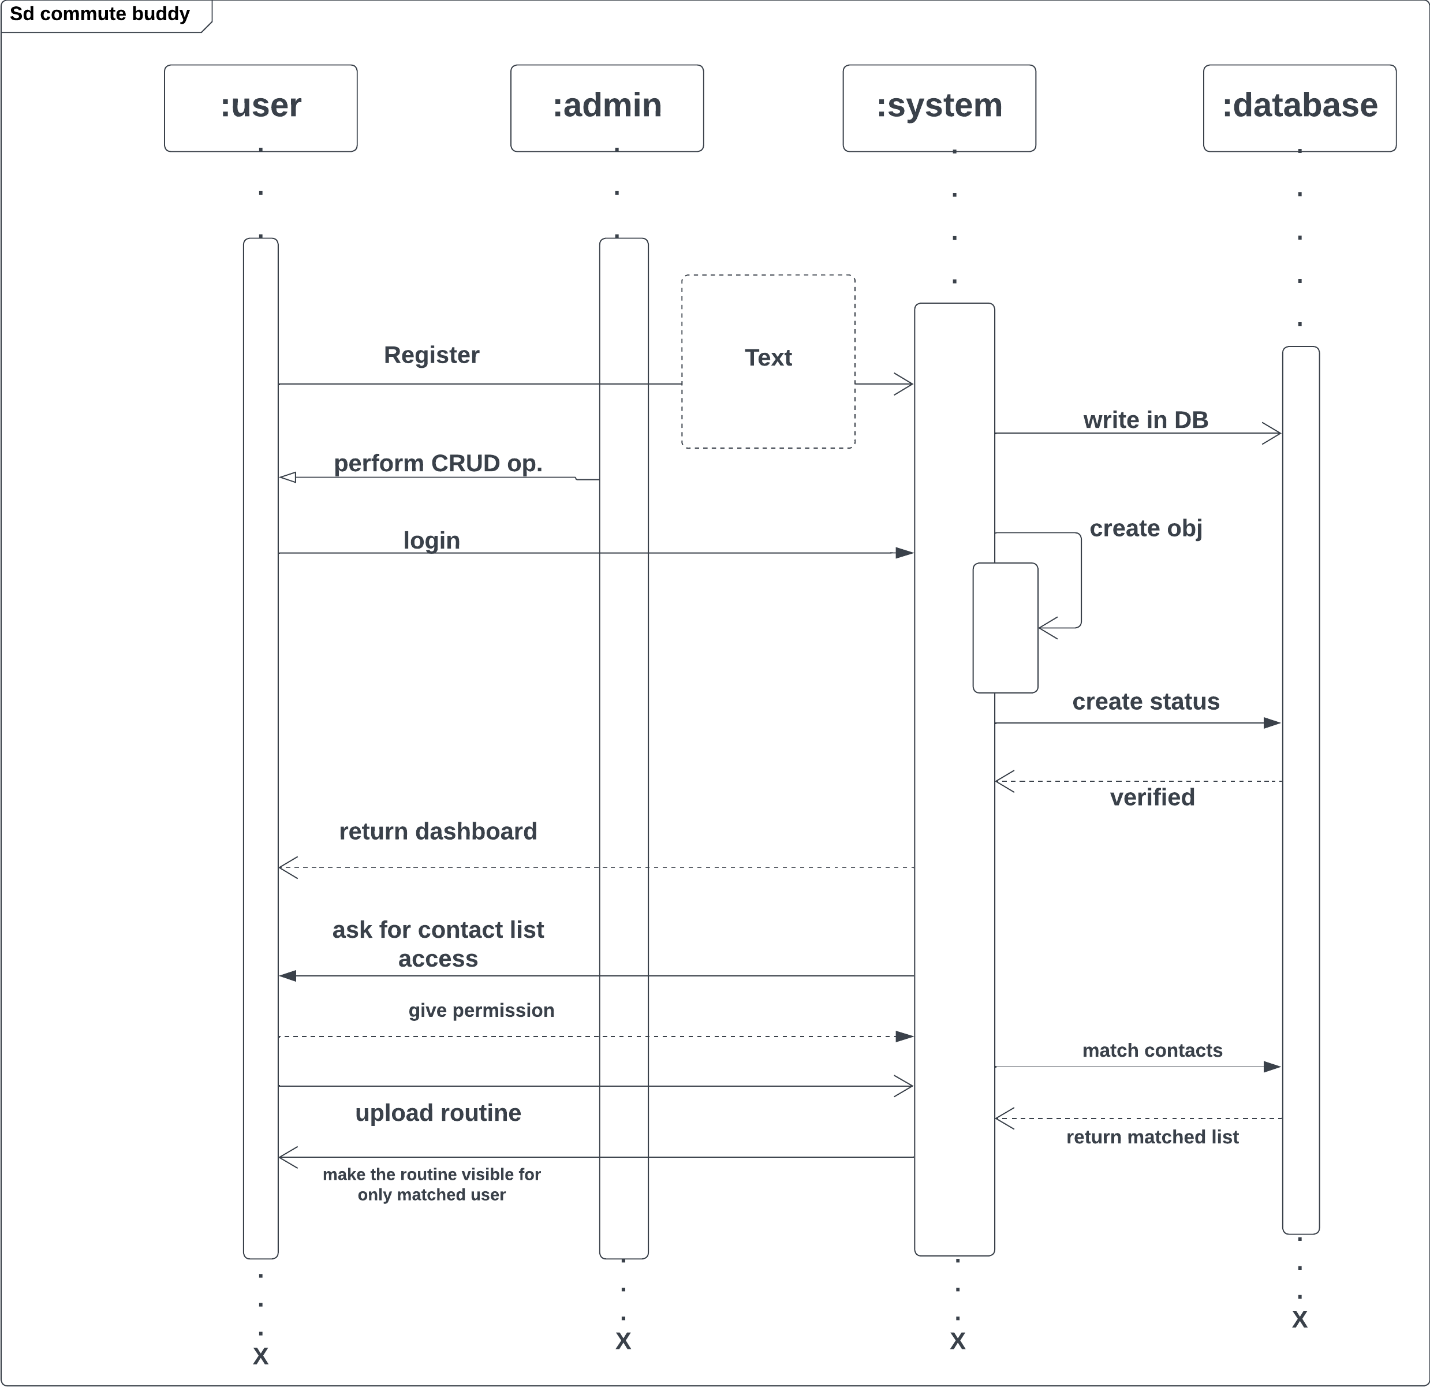 Sd commute buddy
:user
:admin
:system
:database
Register
Text
write in DB
perform CRUD op.
create obj
login
create status
verified
return dashboard
ask for contact list
access
give permission
match contacts
upload routine
return matched list
make the routine visible for
only matched user
X
X
X
X